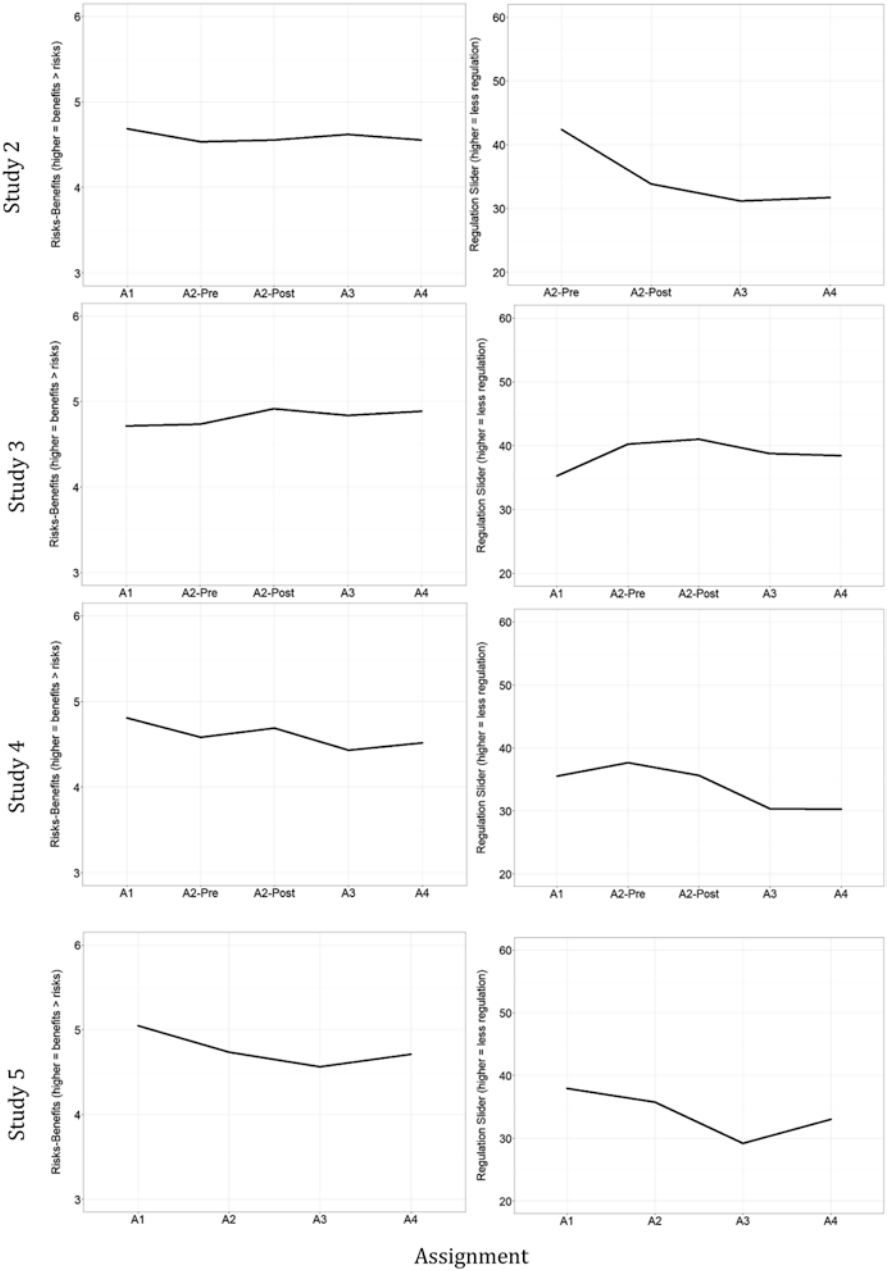 Study 2
Risks-Benefits (higher = benefits > risks)
6
5
4
3
A1 A2-Pre A2-Post A3 A4
Regulation Slider (higher = less regulation)
60
50
40
30
20
A2-Pre A2-Post A3 A4
Study 3
Risks-Benefits (higher = benefits > risks)
6
5
4
3
A1 A2-Pre A2-Post A3 A4
Regulation Slider (higher = less regulation)
60
50
40
30
20
A1 A2-Pre A2-Post A3 A4
Study 4
Risks-Benefits (higher = benefits > risks)
6
5
4
3
A1 A2-Pre A2-Post A3 A4
Regulation Slider (higher = less regulation)
60
50
40
30
20
A1 A2-Pre A2-Post A3 A4
Study 5
Risks-Benefits (higher = benefits > risks)
6
5
4
3
A1 A2 A3 A4
Regulation Slider (higher = less regulation)
60
50
40
30
20
A1 A2 A3 A4
Assignment